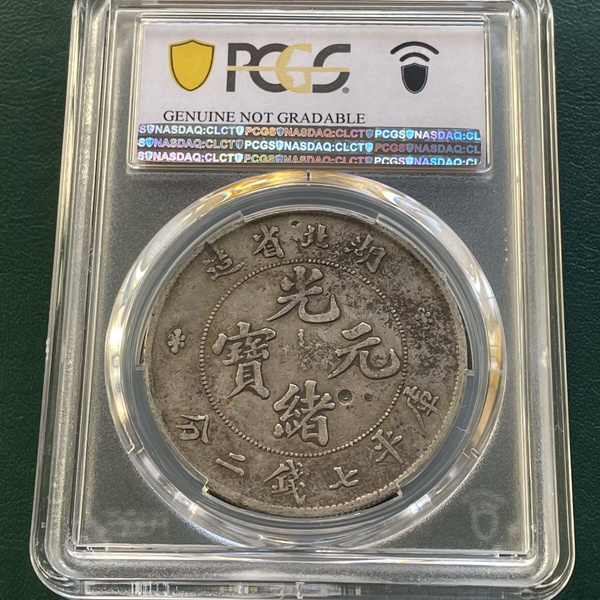 PCGS®
GENUINE NOT GRADABLE
S NASDAQ:CLCT PCGS NASDAQ:CLCT PCGS NASDAQ:CL
S NASDAQ:CLCT PCGS NASDAQ:CLCT PCGS NASDAQ:CL
S NASDAQ:CLCT PCGS NASDAQ:CLCT PCGS NASDAQ:CL
湖北省造
光緒元寶
庫平七錢二分